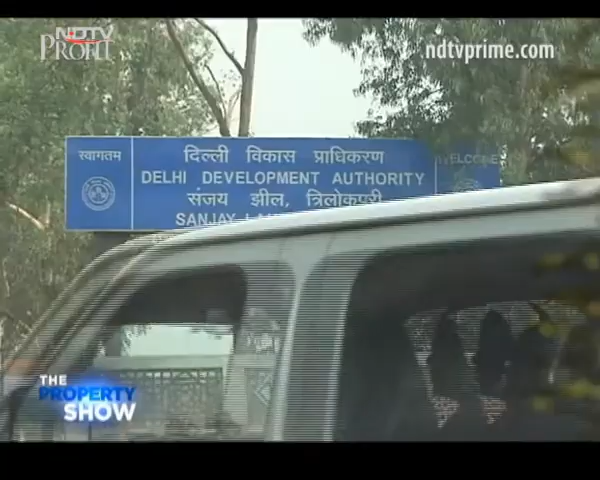 NDTV
PROFIT
ndtvprime.com
स्वागतम
दिल्ली विकास प्राधिकरण
WELCOME
DELHI DEVELOPMENT AUTHORITY
संजय झील, त्रिलोकपुरी
SANJAY
THE
PROPERTY
SHOW